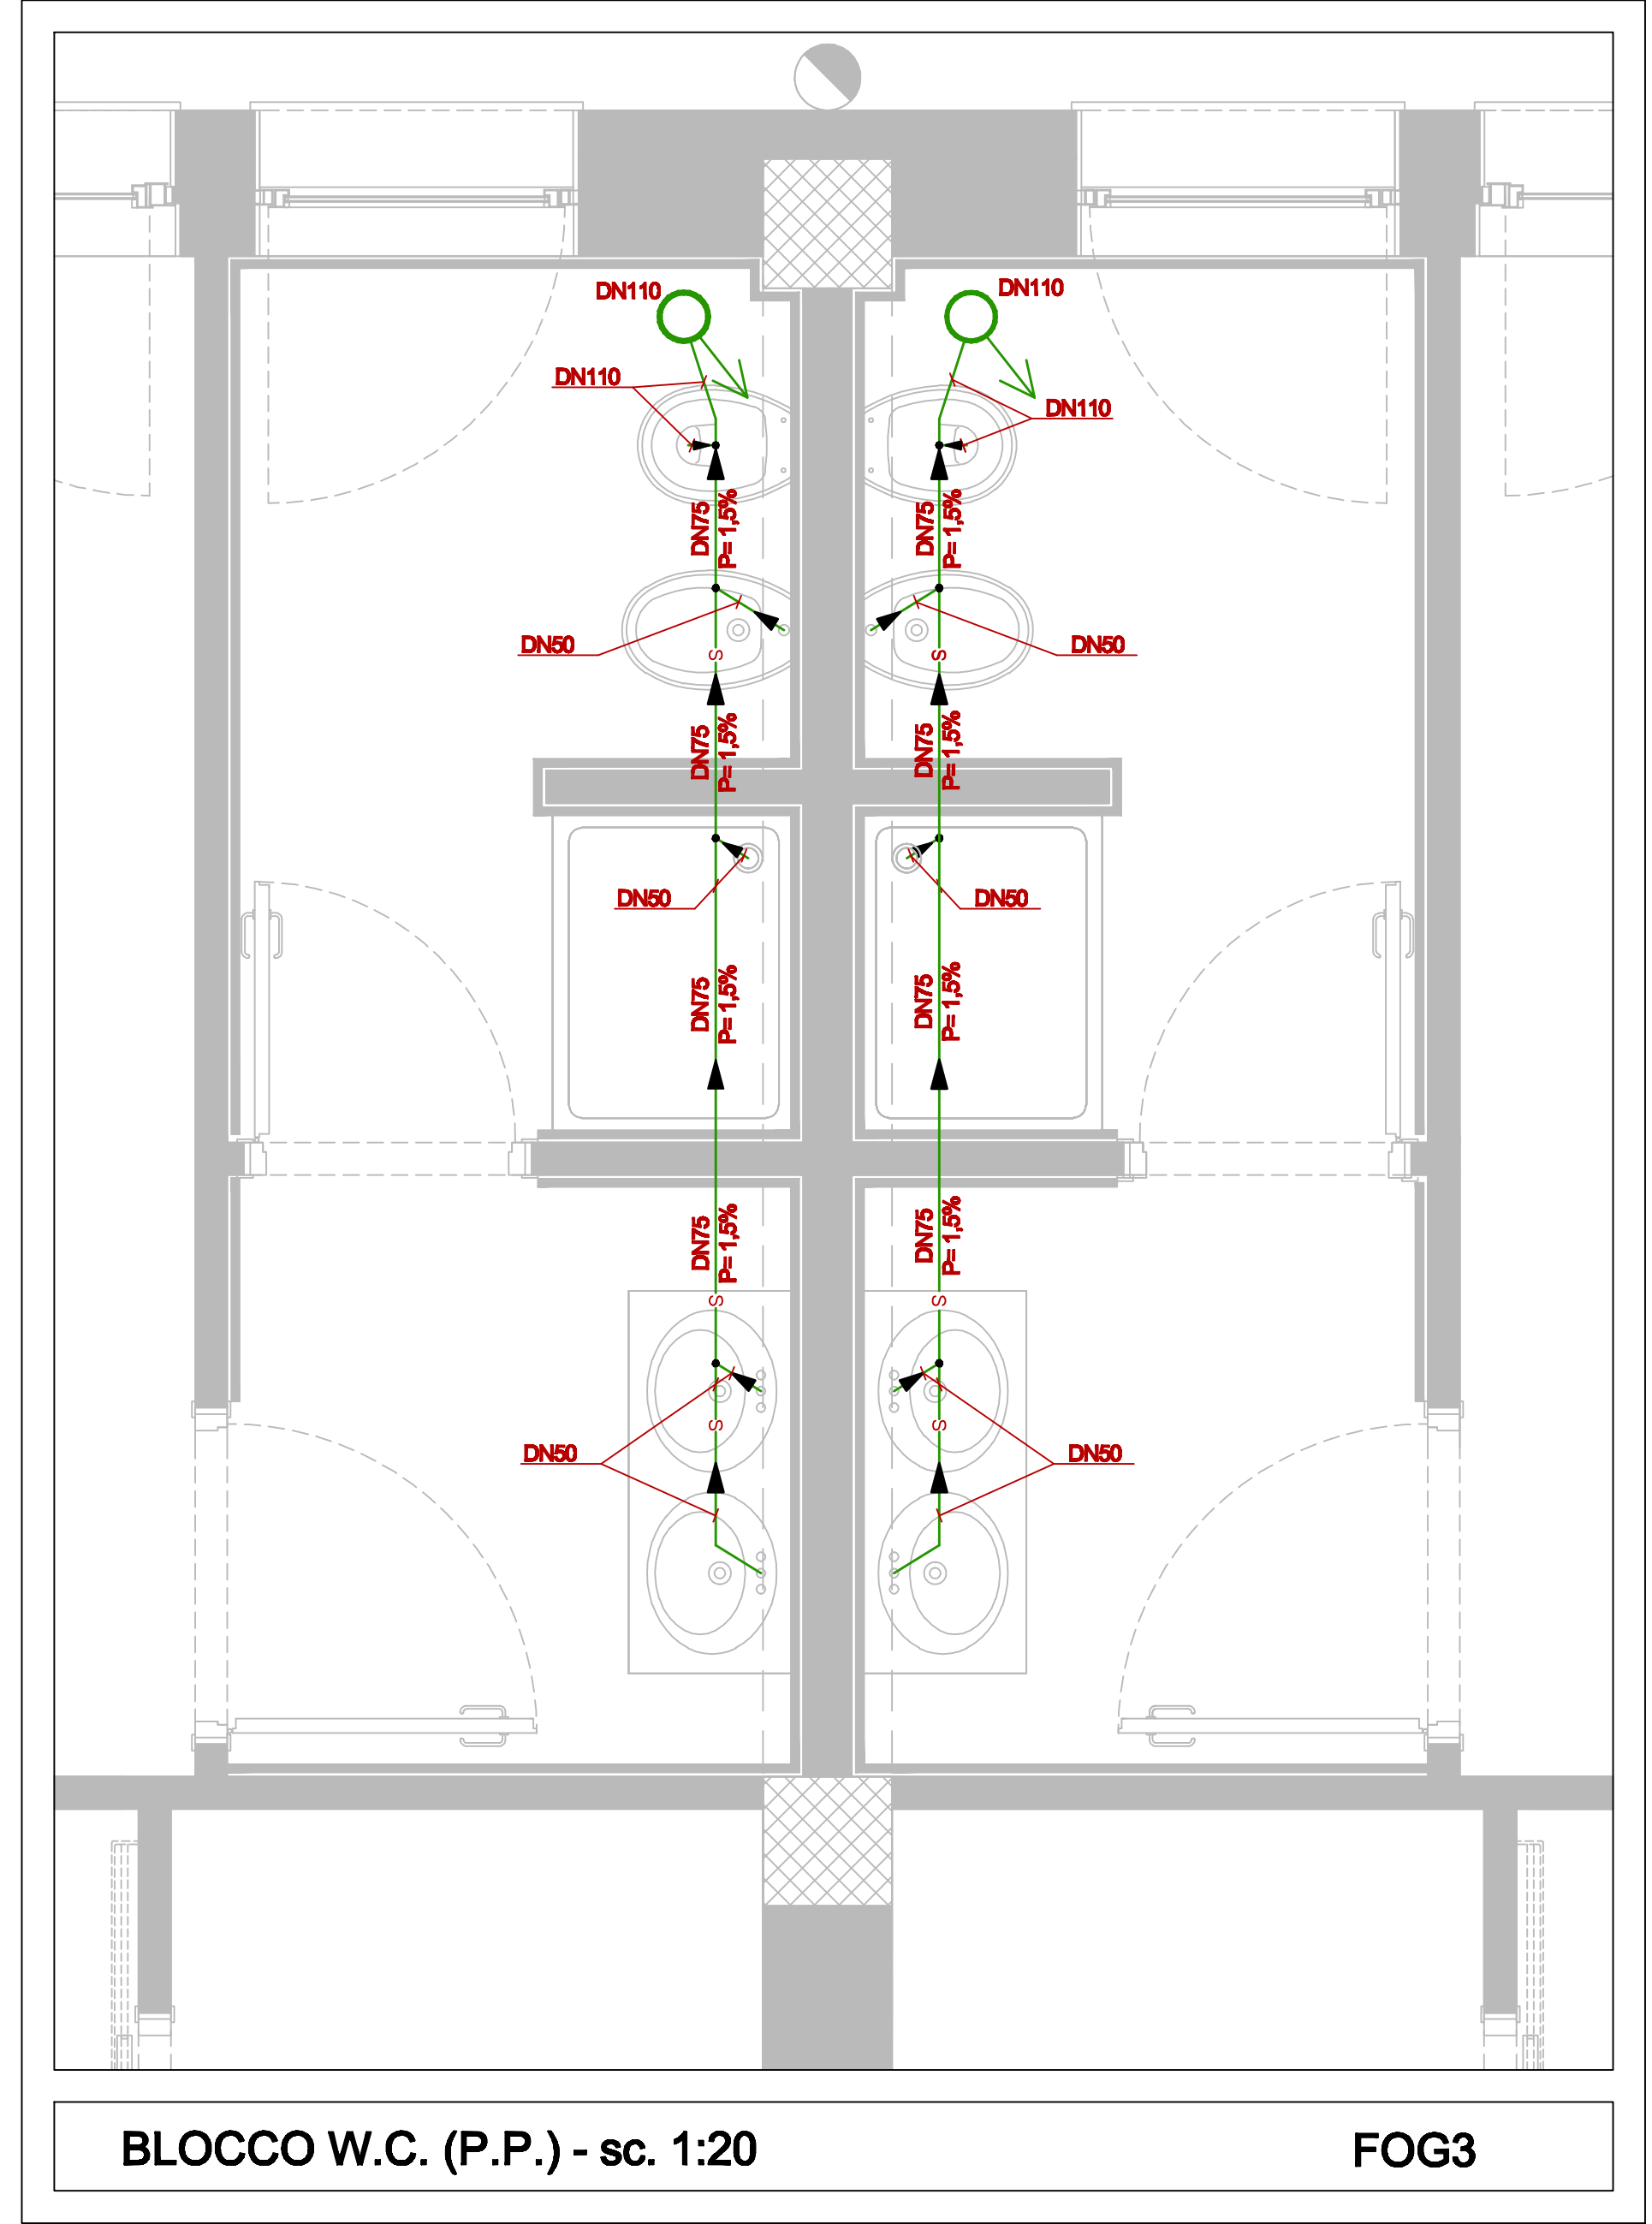 DN110
DN110
DN110
DN110
DN75
P= 1,5%
DN75
P= 1,5%
DN50
DN50
S
S
DN75
P= 1,5%
DN75
P= 1,5%
DN50
DN50
DN75
P= 1,5%
DN75
P= 1,5%
DN75
P= 1,5%
DN75
P= 1,5%
S
S
S
S
DN50
DN50
BLOCCO W.C. (P.P.) - sc. 1:20
FOG3